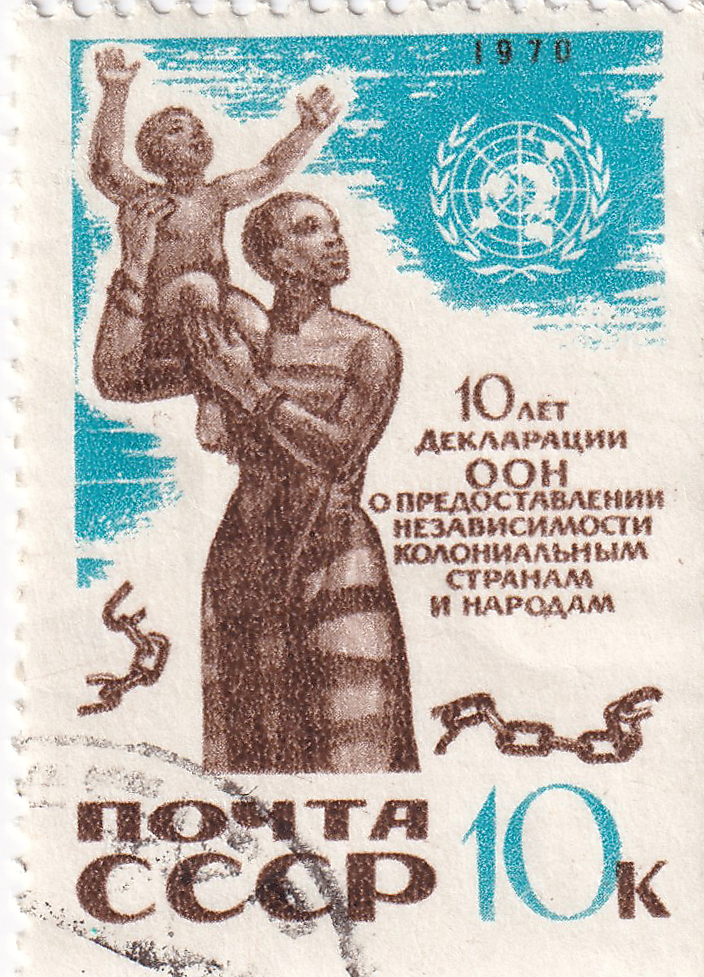 1970
10 ЛЕТ
ДЕКЛАРАЦИИ
ООН
О ПРЕДОСТАВЛЕНИИ
НЕЗАВИСИМОСТИ
КОЛОНИАЛЬНЫМ
СТРАНАМ
И НАРОДАМ
ПОЧТА
СССР
10 К